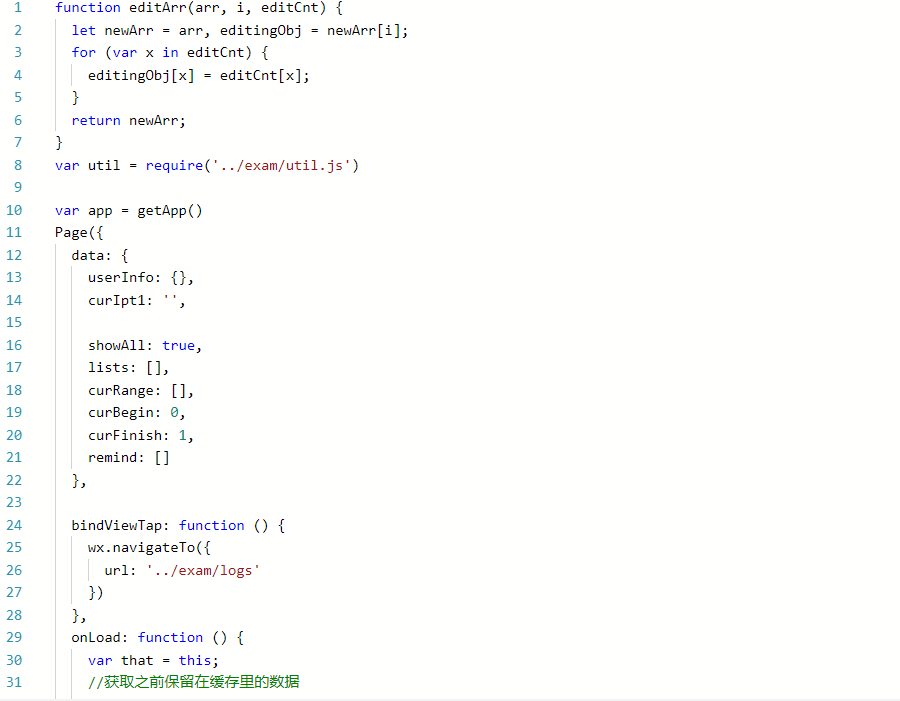 1 function editArr(arr, i, editCnt) {
2 let newArr = arr, editingObj = newArr[i];
3 for (var x in editCnt) {
4 editingObj[x] = editCnt[x];
5 }
6 return newArr;
7 }
8 var util = require('../exam/util.js')
9
10 var app = getApp()
11 Page({
12 data: {
13 userInfo: {},
14 curIpt1: '',
15
16 showAll: true,
17 lists: [],
18 curRange: [],
19 curBegin: 0,
20 curFinish: 1,
21 remind: []
22 },
23
24 bindViewTap: function () {
25 wx.navigateTo({
26 url: '../exam/logs'
27 })
28 },
29 onLoad: function () {
30 var that = this;
31 //获取之前保留在缓存里的数据